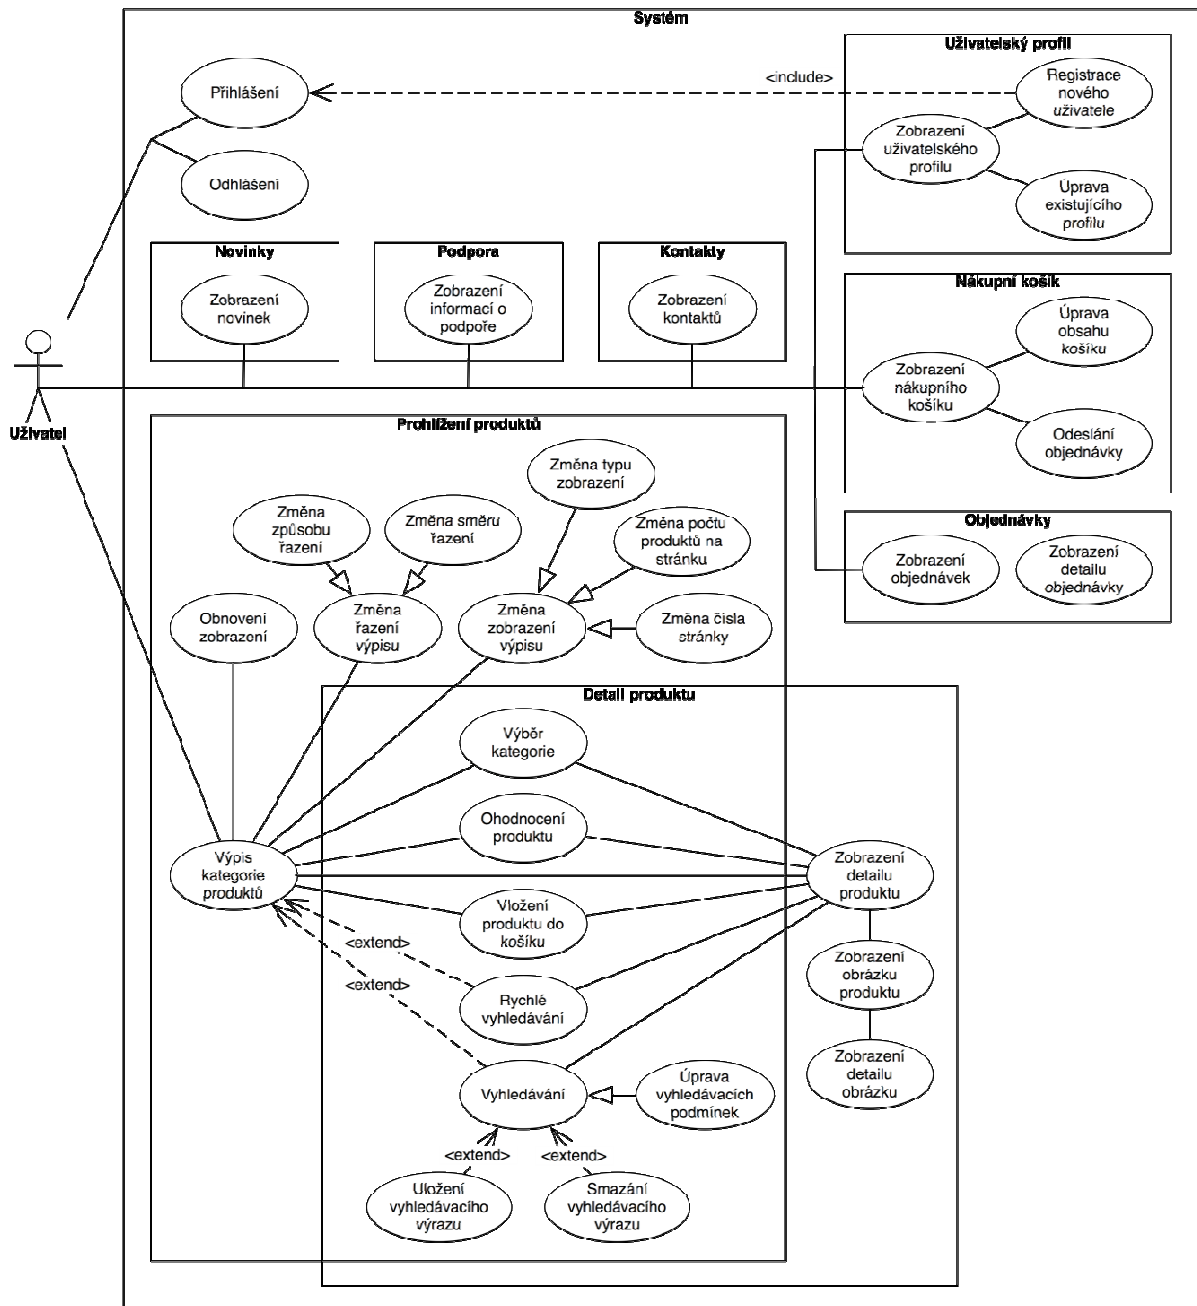 Systém
Uživatelský profil
Přihlášení
<include>
Registrace
nového
uživatele
Zobrazení
uživatelského
profilu
Odhlášení
Úprava
existujícího
profilu
Novinky
Podpora
Kontakty
Zobrazení
novinek
Zobrazení
informací o
podpoře
Zobrazení
kontaktů
Nákupní košík
Úprava
obsahu
košíku
Zobrazení
nákupního
košíku
Odeslání
objednávky
Uživatel
Prohlížení produktů
Změna typu
zobrazení
Změna
způsobu
řazení
Změna směru
řazení
Změna počtu
produktů na
stránku
Objednávky
Zobrazení
objednávek
Zobrazení
detailu
objednávky
Obnovení
zobrazení
Změna
řazení
výpisu
Změna
zobrazení
výpisu
Změna čísla
stránky
Detail produktu
Výběr
kategorie
Ohodnocení
produktu
Výpis
kategorie
produktů
Zobrazení
detailu
produktu
Vložení
produktu do
košíku
<extend>
<extend>
Zobrazení
obrázku
produktu
Rychlé
vyhledávání
Zobrazení
detailu
obrázku
Vyhledávání
Úprava
vyhledávacích
podmínek
<extend>
<extend>
Uložení
vyhledávacího
výrazu
Smazání
vyhledávacího
výrazu